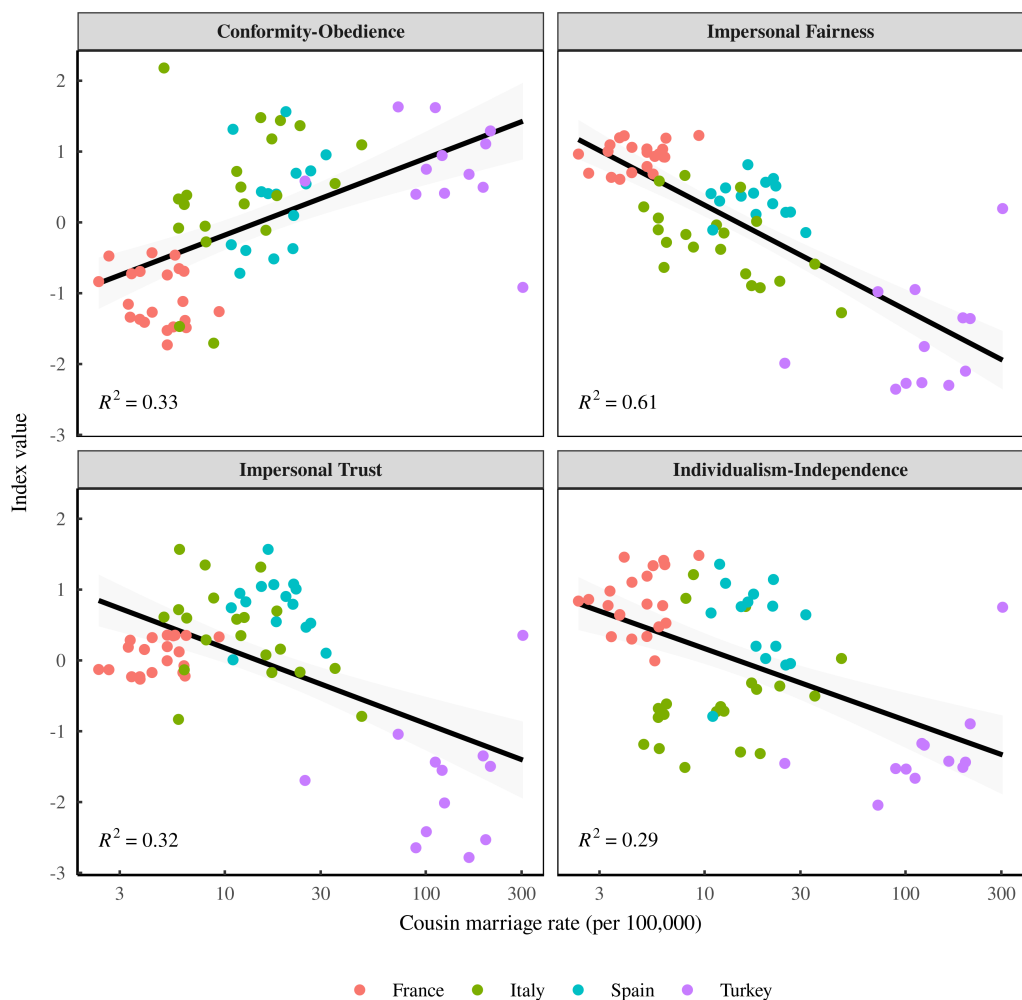 Conformity-Obedience
Impersonal Fairness
2
1
0
-1
-2
-3
R² = 0.33
R² = 0.61
Index value
Impersonal Trust
Individualism-Independence
2
1
0
-1
-2
-3
R² = 0.32
R² = 0.29
3 10 30 100 300
3 10 30 100 300
Cousin marriage rate (per 100,000)
France Italy Spain Turkey